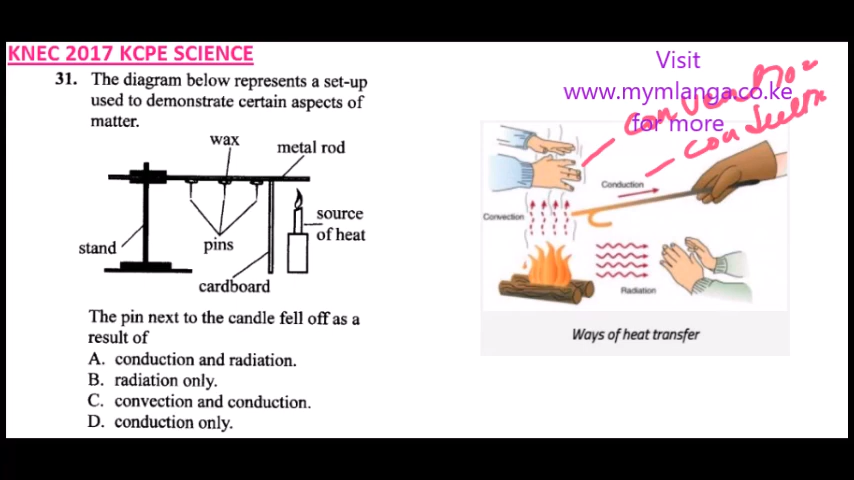 KNEC 2017 KCPE SCIENCE
31. The diagram below represents a set-up
used to demonstrate certain aspects of
matter.
wax
metal rod
source
of heat
stand
pins
cardboard
The pin next to the candle fell off as a
result of
A. conduction and radiation.
B. radiation only.
C. convection and conduction.
D. conduction only.
Visit
www.mymlanga.co.ke
for more
Conduction
Convection
Radiation
Ways of heat transfer